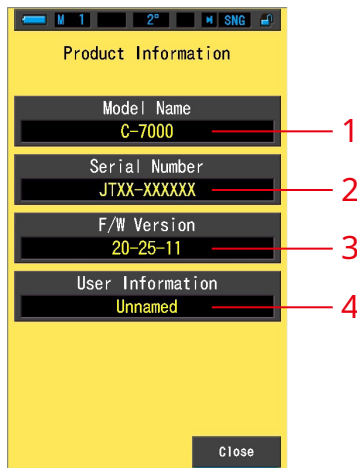 M 1 2° SNG
Product Information
Model Name
C-7000 1
Serial Number
JTXX-XXXXXX 2
F/W Version
20-25-11 3
User Information
Unnamed 4
Close